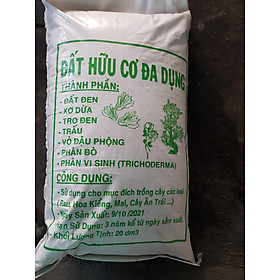 ĐẤT HỮU CƠ ĐA DỤNG
THÀNH PHẦN:
- ĐẤT ĐEN
- XƠ DỪA
- TRO ĐEN
- TRẤU
- VỎ ĐẬU PHỘNG
- PHÂN BÒ
- PHÂN VI SINH (TRICHODERMA)
CÔNG DỤNG:
- Sử dụng cho mục đích trồng cây các loại
(Rau, Hoa Kiểng, Mai, Cây Ăn Trái ...)
- Ngày Sản Xuất: 9/10/2021
- Hạn Sử Dụng: 3 năm kể từ ngày sản xuất
- Khối Lượng Tịnh: 20 dm3